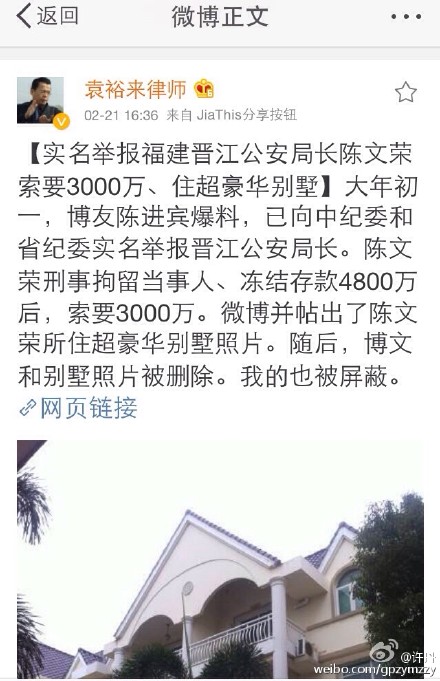 返回
微博正文
袁裕来律师
02-21 16:36 来自 JiaThis分享按钮
【实名举报福建晋江公安局长陈文荣
索要3000万、住超豪华别墅】大年初
一，博友陈进宾爆料，已向中纪委和
省纪委实名举报晋江公安局长。陈文
荣刑事拘留当事人、冻结存款4800万
后，索要3000万。微博并帖出了陈文
荣所住超豪华别墅照片。随后，博文
和别墅照片被删除。我的也被屏蔽。
网页链接
weibo.com/gpzymzzy